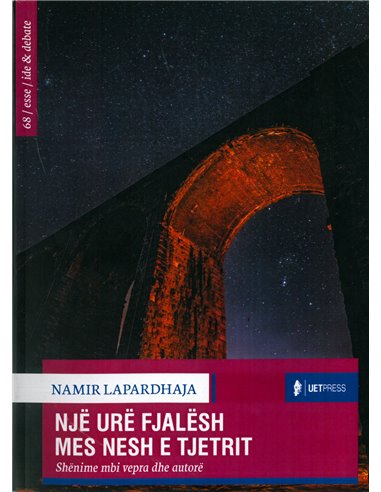 68 / esse / ide & debate
NAMIR LAPARDHAJA
UETPRESS
NJË URË FJALËSH
MES NESH E TJETRIT
Shënime mbi vepra dhe autorë